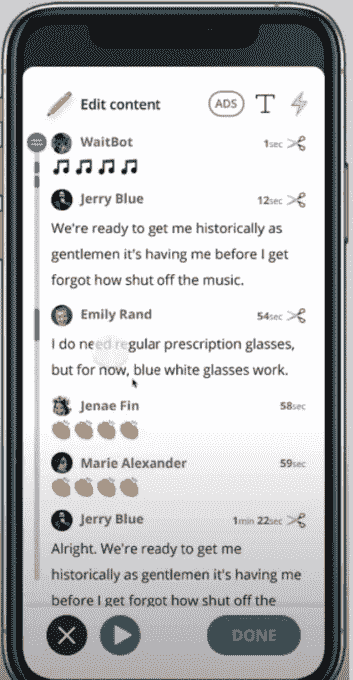 Edit content
ADS
T
WaitBot
1sec
Jerry Blue
12sec
We're ready to get me historically as
gentlemen it's having me before I get
forgot how shut off the music.
Emily Rand
54sec
I do need regular prescription glasses,
but for now, blue white glasses work.
Jenae Fin
58sec
Marie Alexander
59sec
Jerry Blue
1min 22sec
Alright. We're ready to get me
historically as gentlemen it's having me
before I get forgot how shut off the
DONE